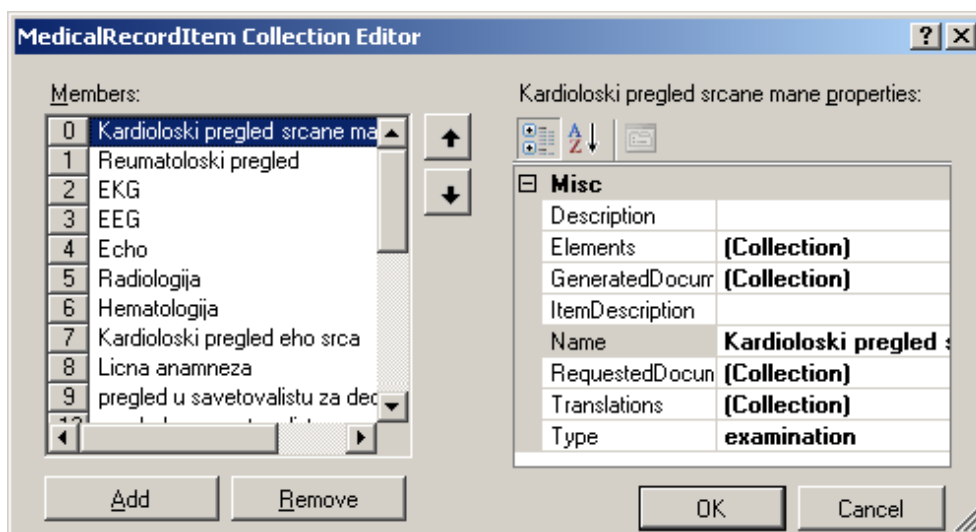 MedicalRecordItem Collection Editor
Members:
0 Kardioloski pregled srcane ma
1 Reumatoloski pregled
2 EKG
3 EEG
4 Echo
5 Radiologija
6 Hematologija
7 Kardioloski pregled eho srca
8 Licna anamneza
9 pregled u savetovalistu za dec
Add
Remove
Kardioloski pregled srcane mane properties:
Misc
Description
Elements (Collection)
GeneratedDocum (Collection)
ItemDescription
Name Kardioloski pregled s
RequestedDocun (Collection)
Translations (Collection)
Type examination
OK
Cancel